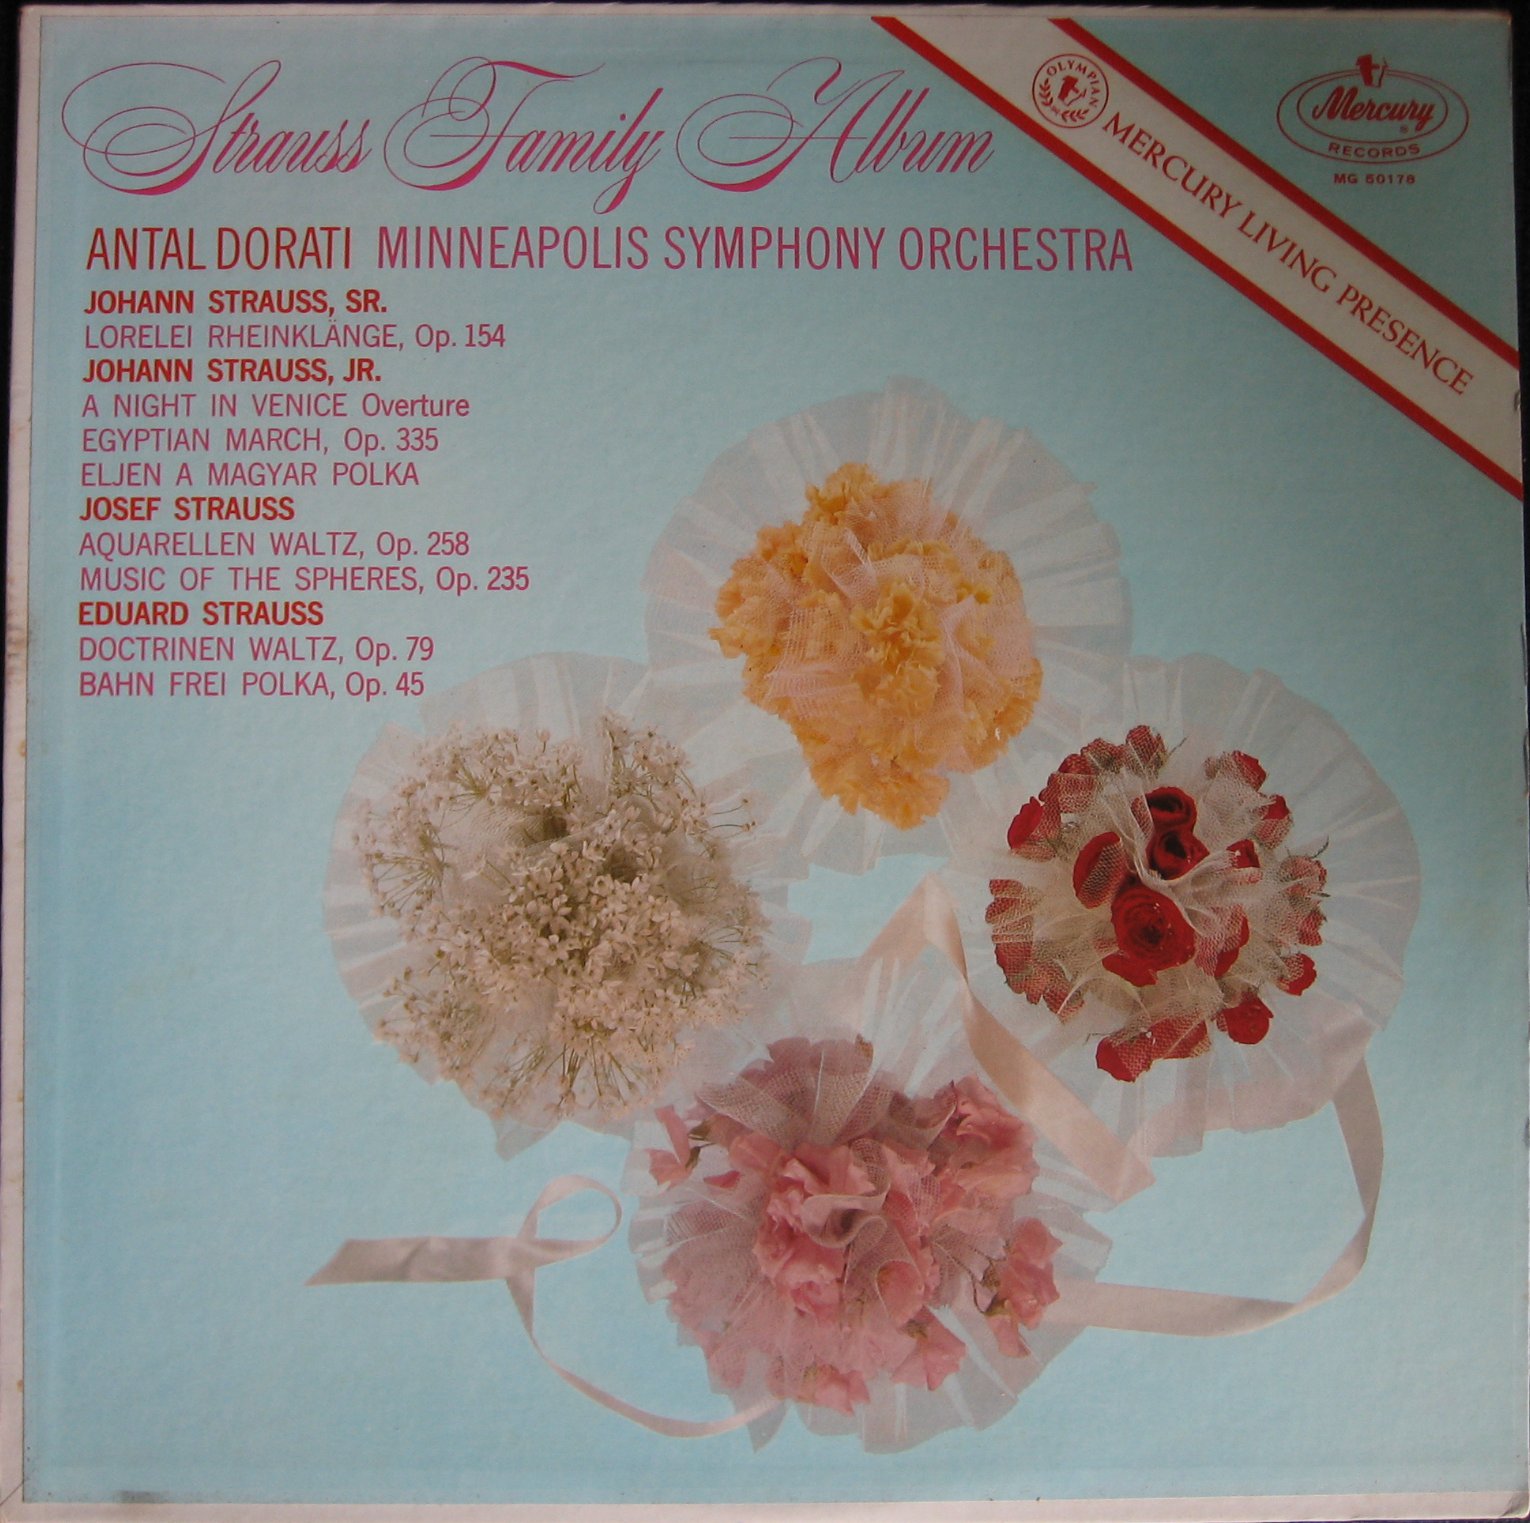 Strauss Family Album
OLYMPIAN
MERCURY LIVING PRESENCE
Mercury
®
RECORDS
MG 50178
ANTAL DORATI MINNEAPOLIS SYMPHONY ORCHESTRA
JOHANN STRAUSS, SR.
LORELEI RHEINKLÄNGE, Op. 154
JOHANN STRAUSS, JR.
A NIGHT IN VENICE Overture
EGYPTIAN MARCH, Op. 335
ELJEN A MAGYAR POLKA
JOSEF STRAUSS
AQUARELLEN WALTZ, Op. 258
MUSIC OF THE SPHERES, Op. 235
EDUARD STRAUSS
DOCTRINEN WALTZ, Op. 79
BAHN FREI POLKA, Op. 45